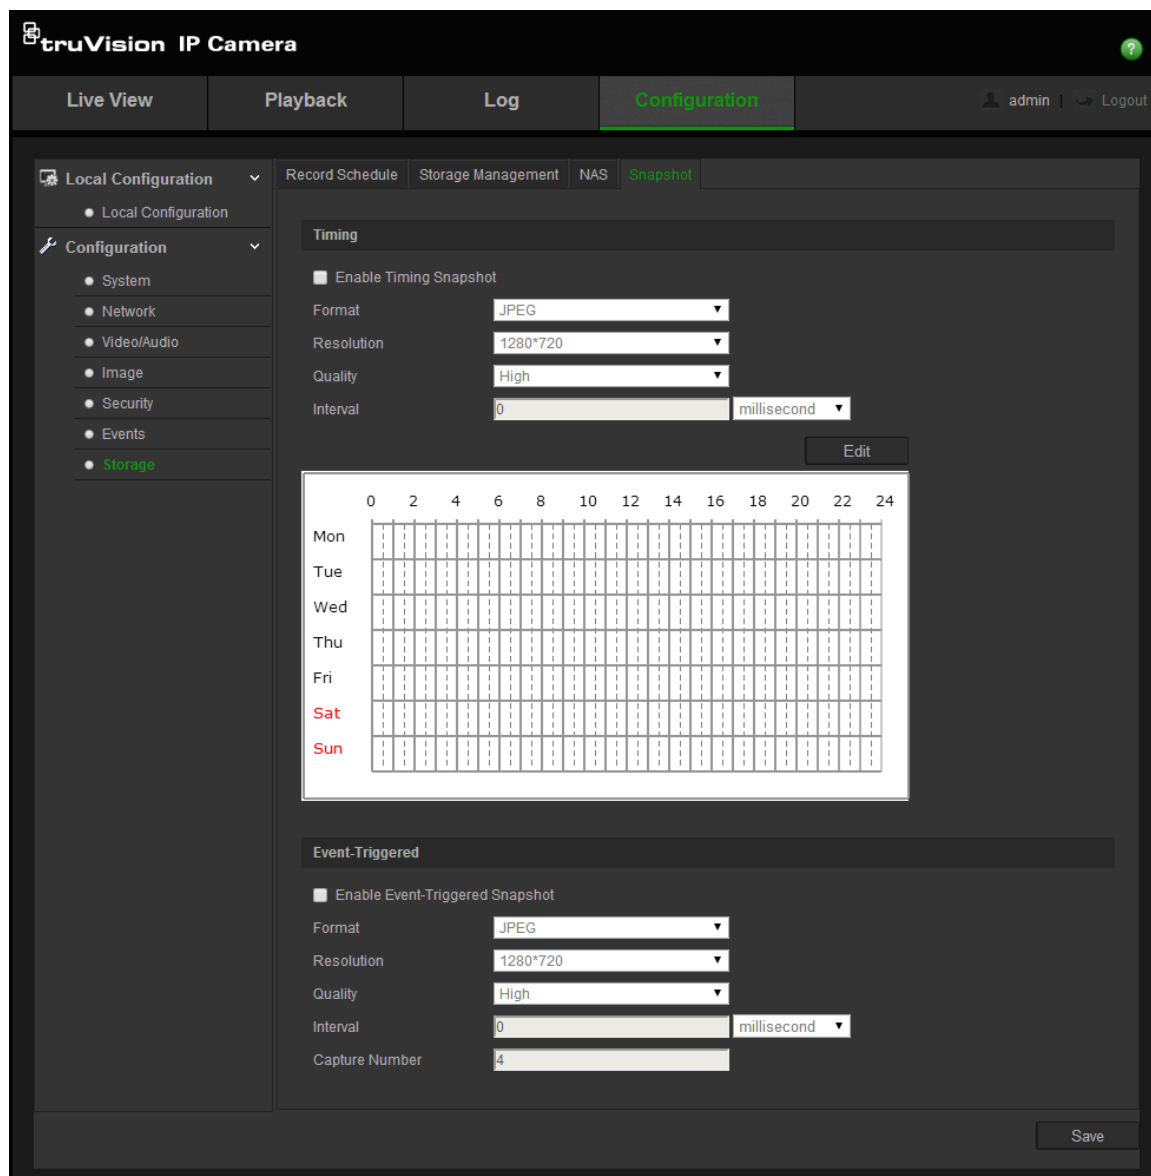 truVision IP Camera
?
Live View Playback Log Configuration admin | Logout
Local Configuration
Local Configuration
Configuration
System
Network
Video/Audio
Image
Security
Events
Storage
Record Schedule Storage Management NAS Snapshot
Timing
Enable Timing Snapshot
Format JPEG
Resolution 1280*720
Quality High
Interval 0 millisecond
Edit
0 2 4 6 8 10 12 14 16 18 20 22 24
Mon
Tue
Wed
Thu
Fri
Sat
Sun
Event-Triggered
Enable Event-Triggered Snapshot
Format JPEG
Resolution 1280*720
Quality High
Interval 0 millisecond
Capture Number 4
Save